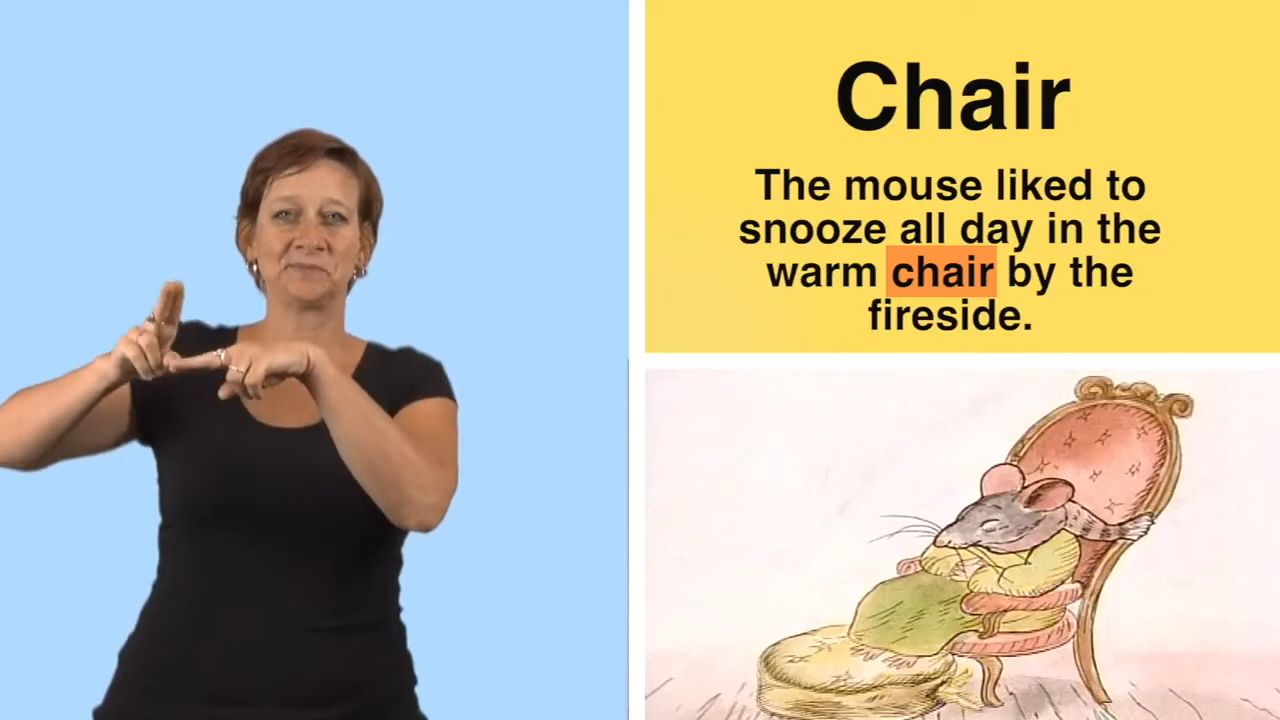 Chair
The mouse liked to
snooze all day in the
warm chair by the
fireside.